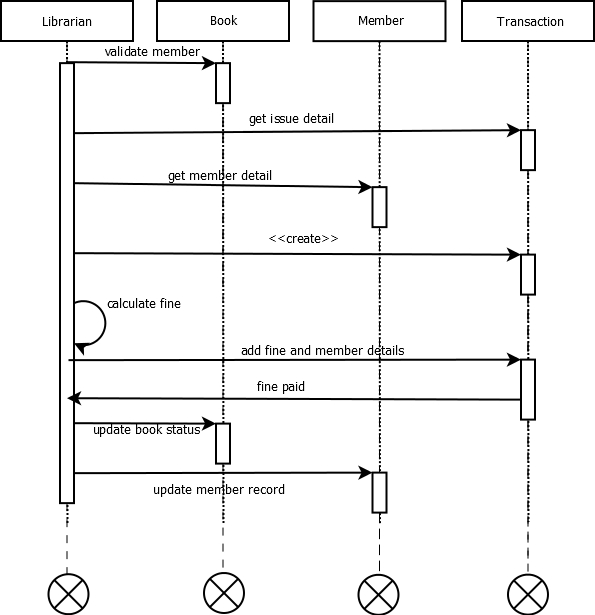 Librarian
Book
Member
Transaction
validate member
get issue detail
get member detail
<<create>>
calculate fine
add fine and member details
fine paid
update book status
update member record